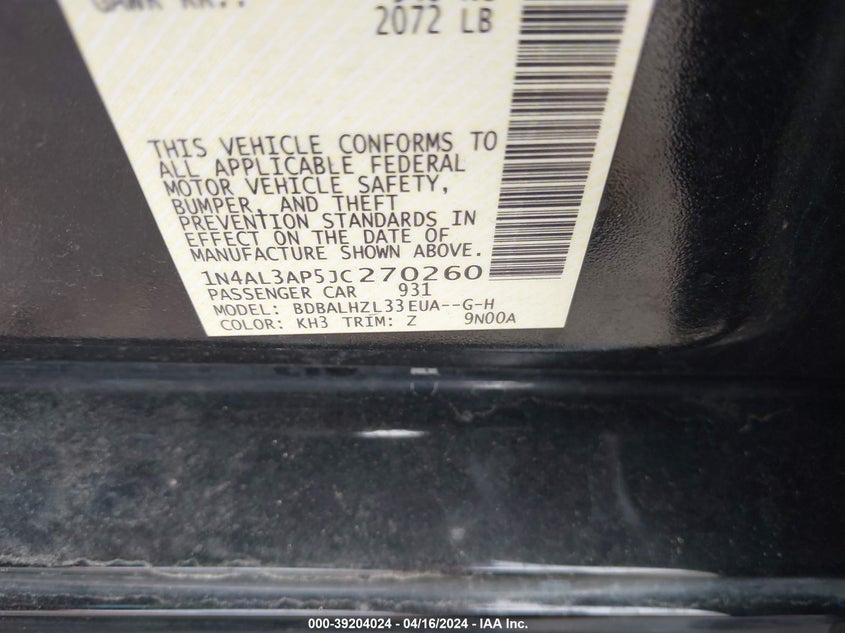 2072 LB
THIS VEHICLE CONFORMS TO
ALL APPLICABLE FEDERAL
MOTOR VEHICLE SAFETY,
BUMPER, AND THEFT
PREVENTION STANDARDS IN
EFFECT ON THE DATE OF
MANUFACTURE SHOWN ABOVE.
1N4AL3AP5JC270260
PASSENGER CAR 931
MODEL: BDBALHZL33EUA--G-H
COLOR: KH3 TRIM: Z 9N00A
000-39204024 - 04/16/2024 - IAA Inc.